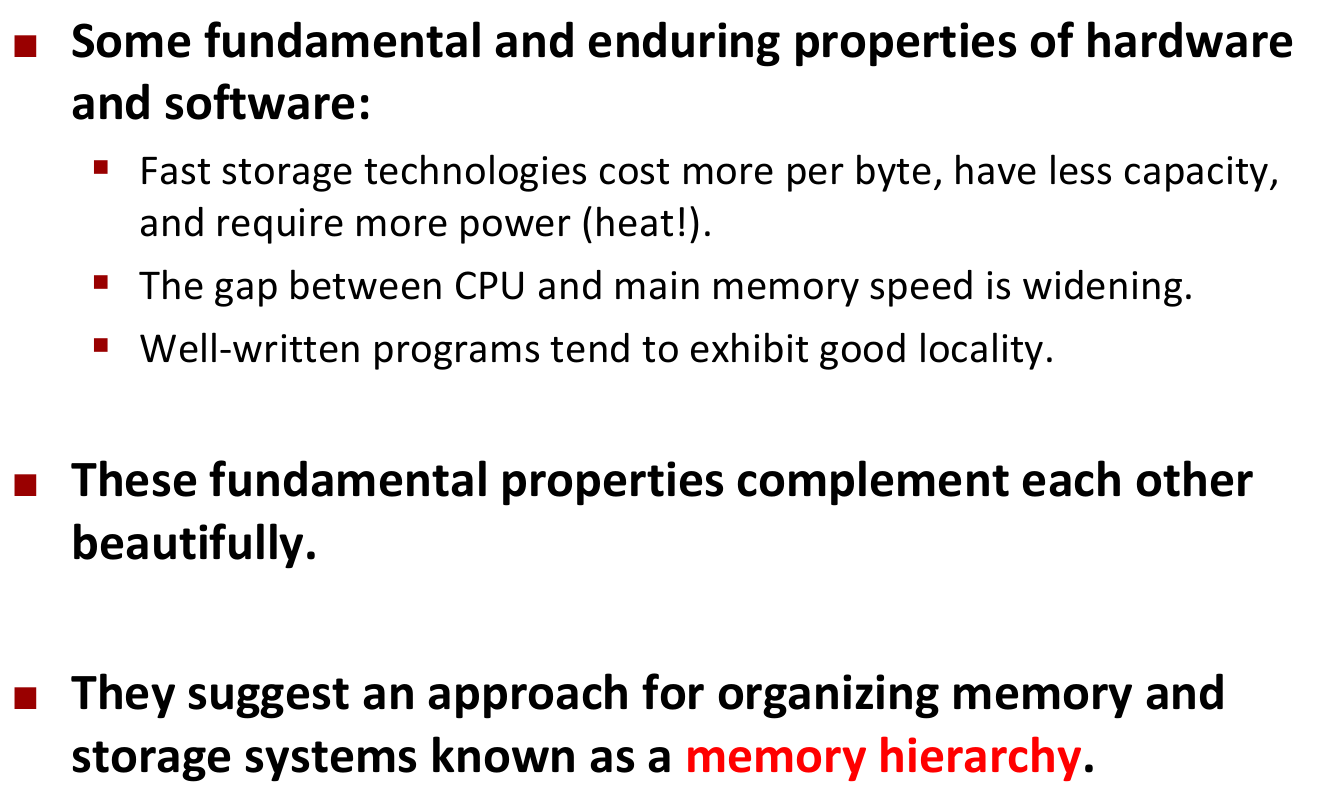 Some fundamental and enduring properties of hardware
and software:
Fast storage technologies cost more per byte, have less capacity,
and require more power (heat!).
The gap between CPU and main memory speed is widening.
Well-written programs tend to exhibit good locality.
These fundamental properties complement each other
beautifully.
They suggest an approach for organizing memory and
storage systems known as a memory hierarchy.